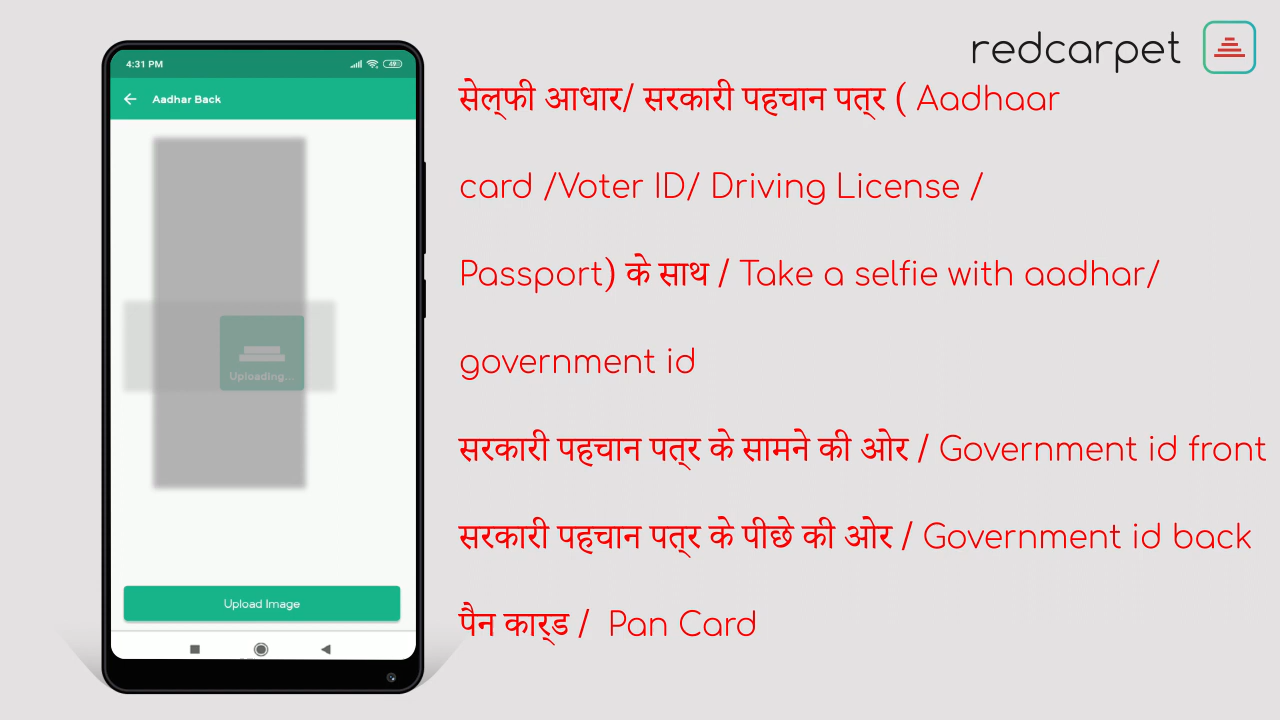 redcarpet
4:31 PM
49
Aadhar Back
Uploading...
Upload Image
सेल्‌फी आधार/ सरकारी पहचान पत्‌र ( Aadhaar
card /Voter ID/ Driving License /
Passport) के साथ / Take a selfie with aadhar/
government id
सरकारी पहचान पत्‌र के सामने की ओर / Government id front
सरकारी पहचान पत्‌र के पीछे की ओर / Government id back
पैन कार्‌ड / Pan Card